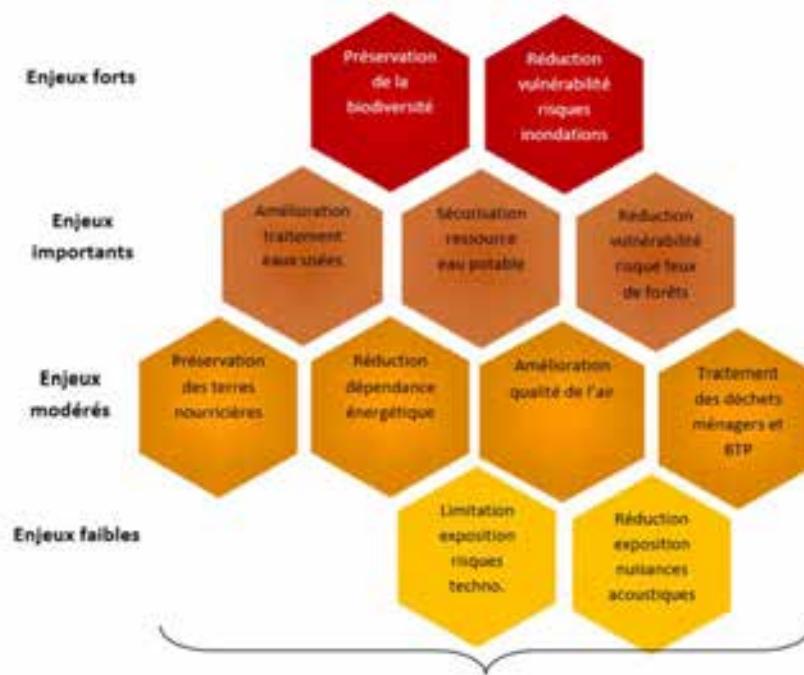 Enjeux forts
Préservation
de la
biodiversité
Réduction
vulnérabilité
risques
inondations
Enjeux
importants
Amélioration
traitement
eaux usées
Sécurisation
ressource
eau potable
Réduction
vulnérabilité
risque feux
de forêts
Enjeux
modérés
Préservation
des terres
nourricières
Réduction
dépendance
énergétique
Amélioration
qualité de l'air
Traitement
des déchets
ménagers et
BTP
Enjeux faibles
Limitation
exposition
risques
techno.
Réduction
exposition
nuisances
acoustiques